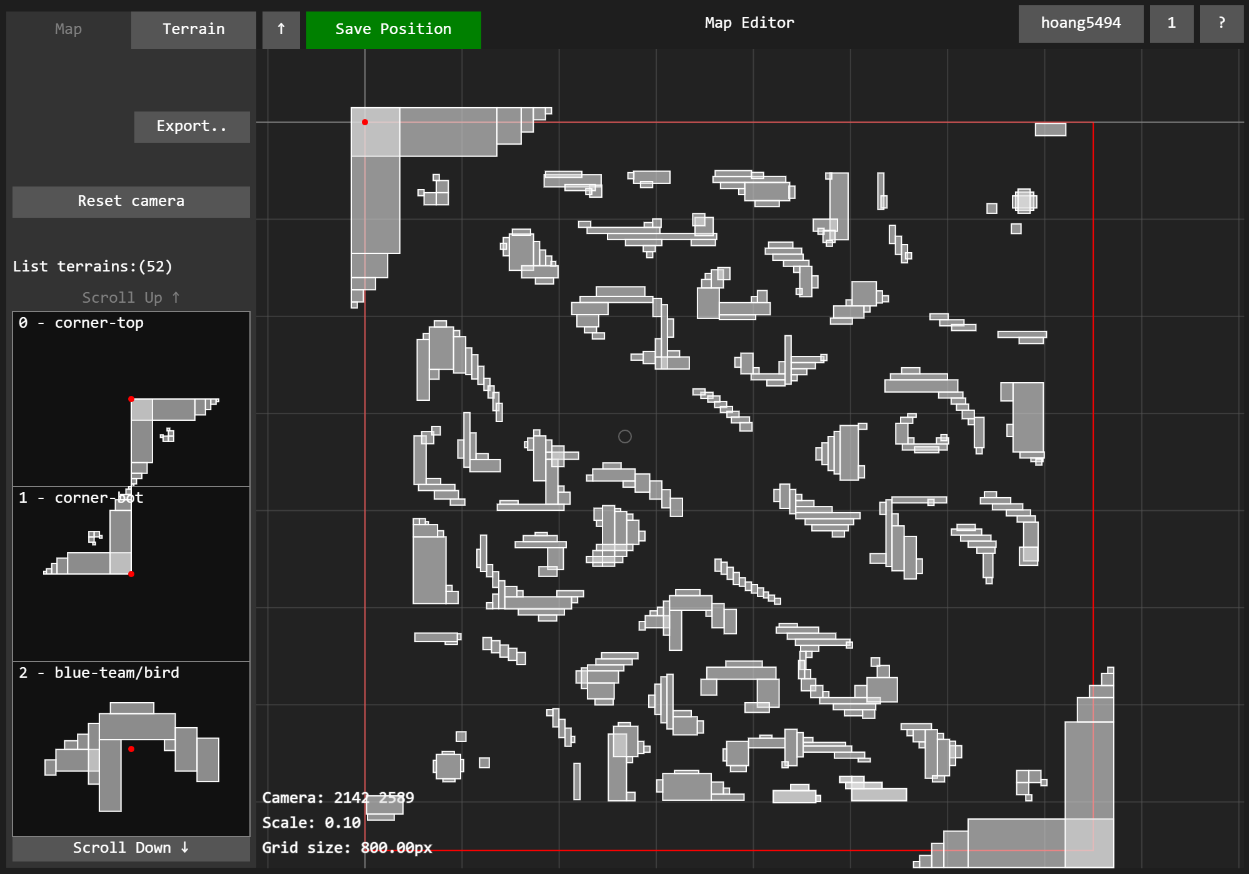 Map
Terrain
↑
Save Position
Map Editor
hoang5494
1
?
Export..
Reset camera
List terrains:(52)
Scroll Up ↑
0 - corner-top
1 - corner-bot
2 - blue-team/bird
Scroll Down ↓
Camera: 2142 2589
Scale: 0.10
Grid size: 800.00px